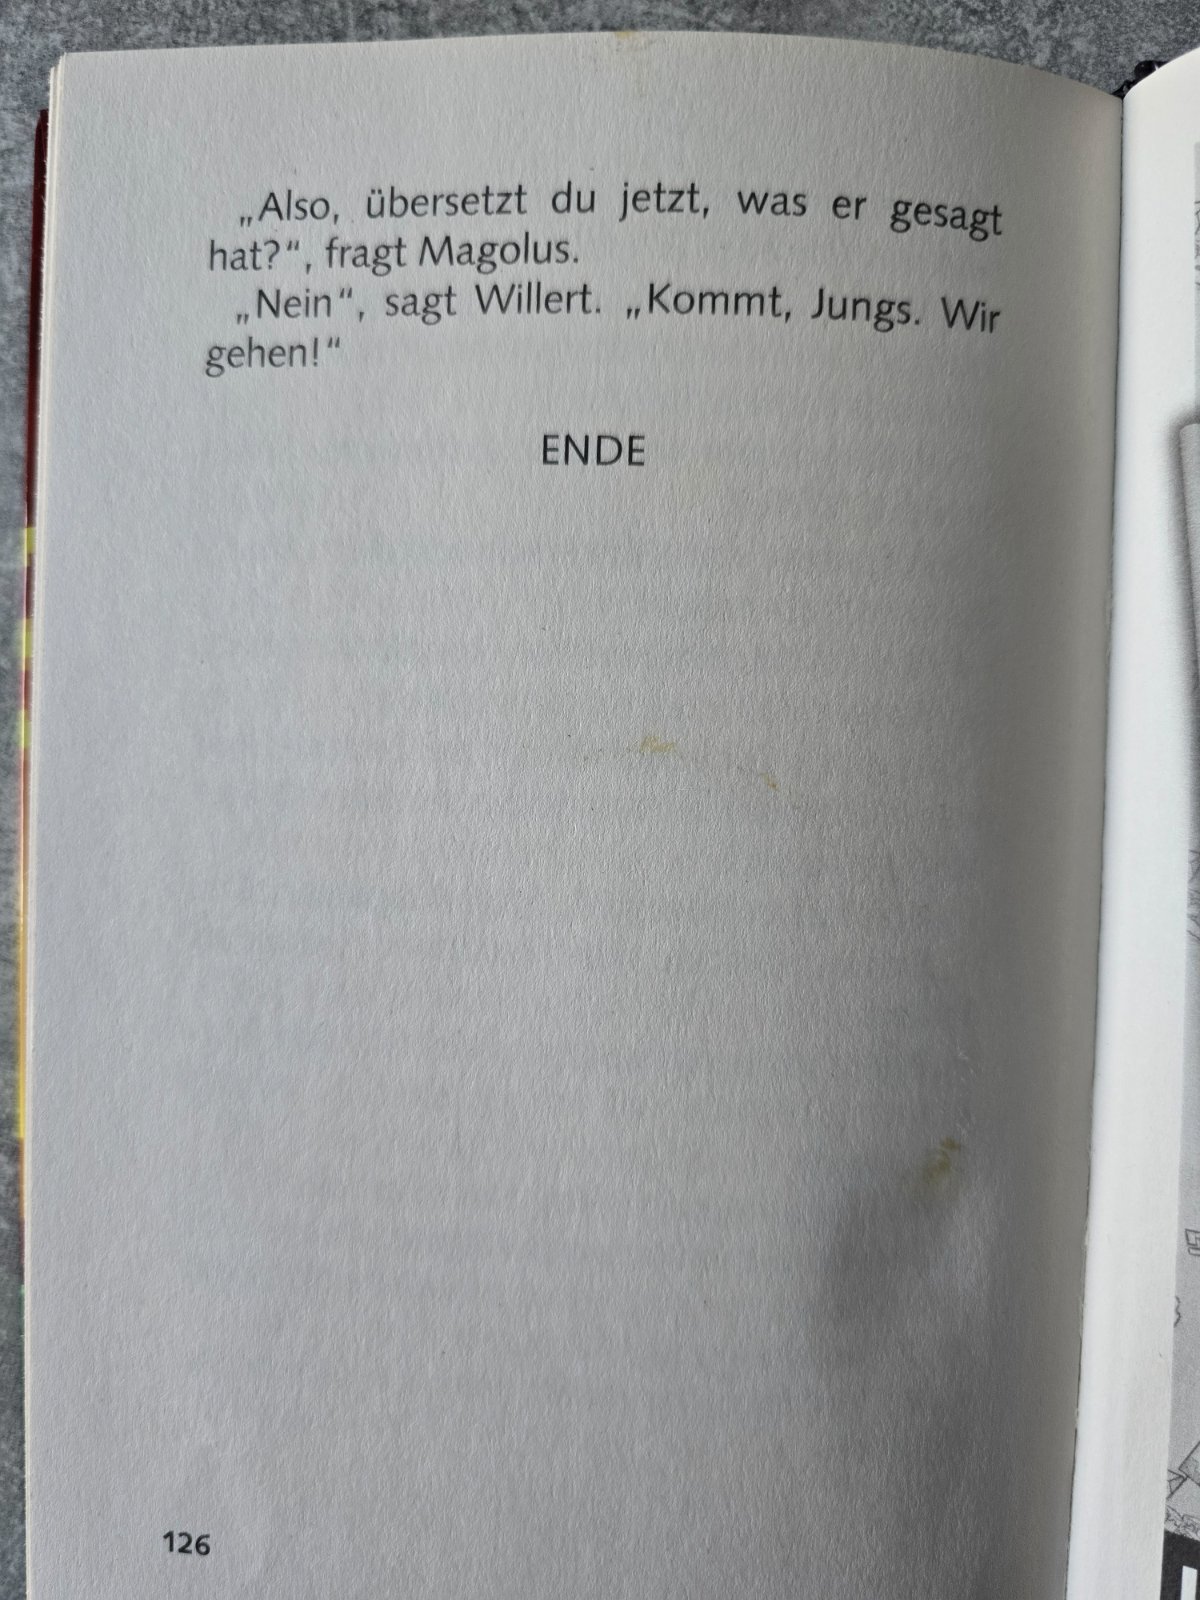 „Also, übersetzt du jetzt, was er gesagt
hat?“, fragt Magolus.
„Nein“, sagt Willert. „Kommt, Jungs. Wir
gehen!“
ENDE
126